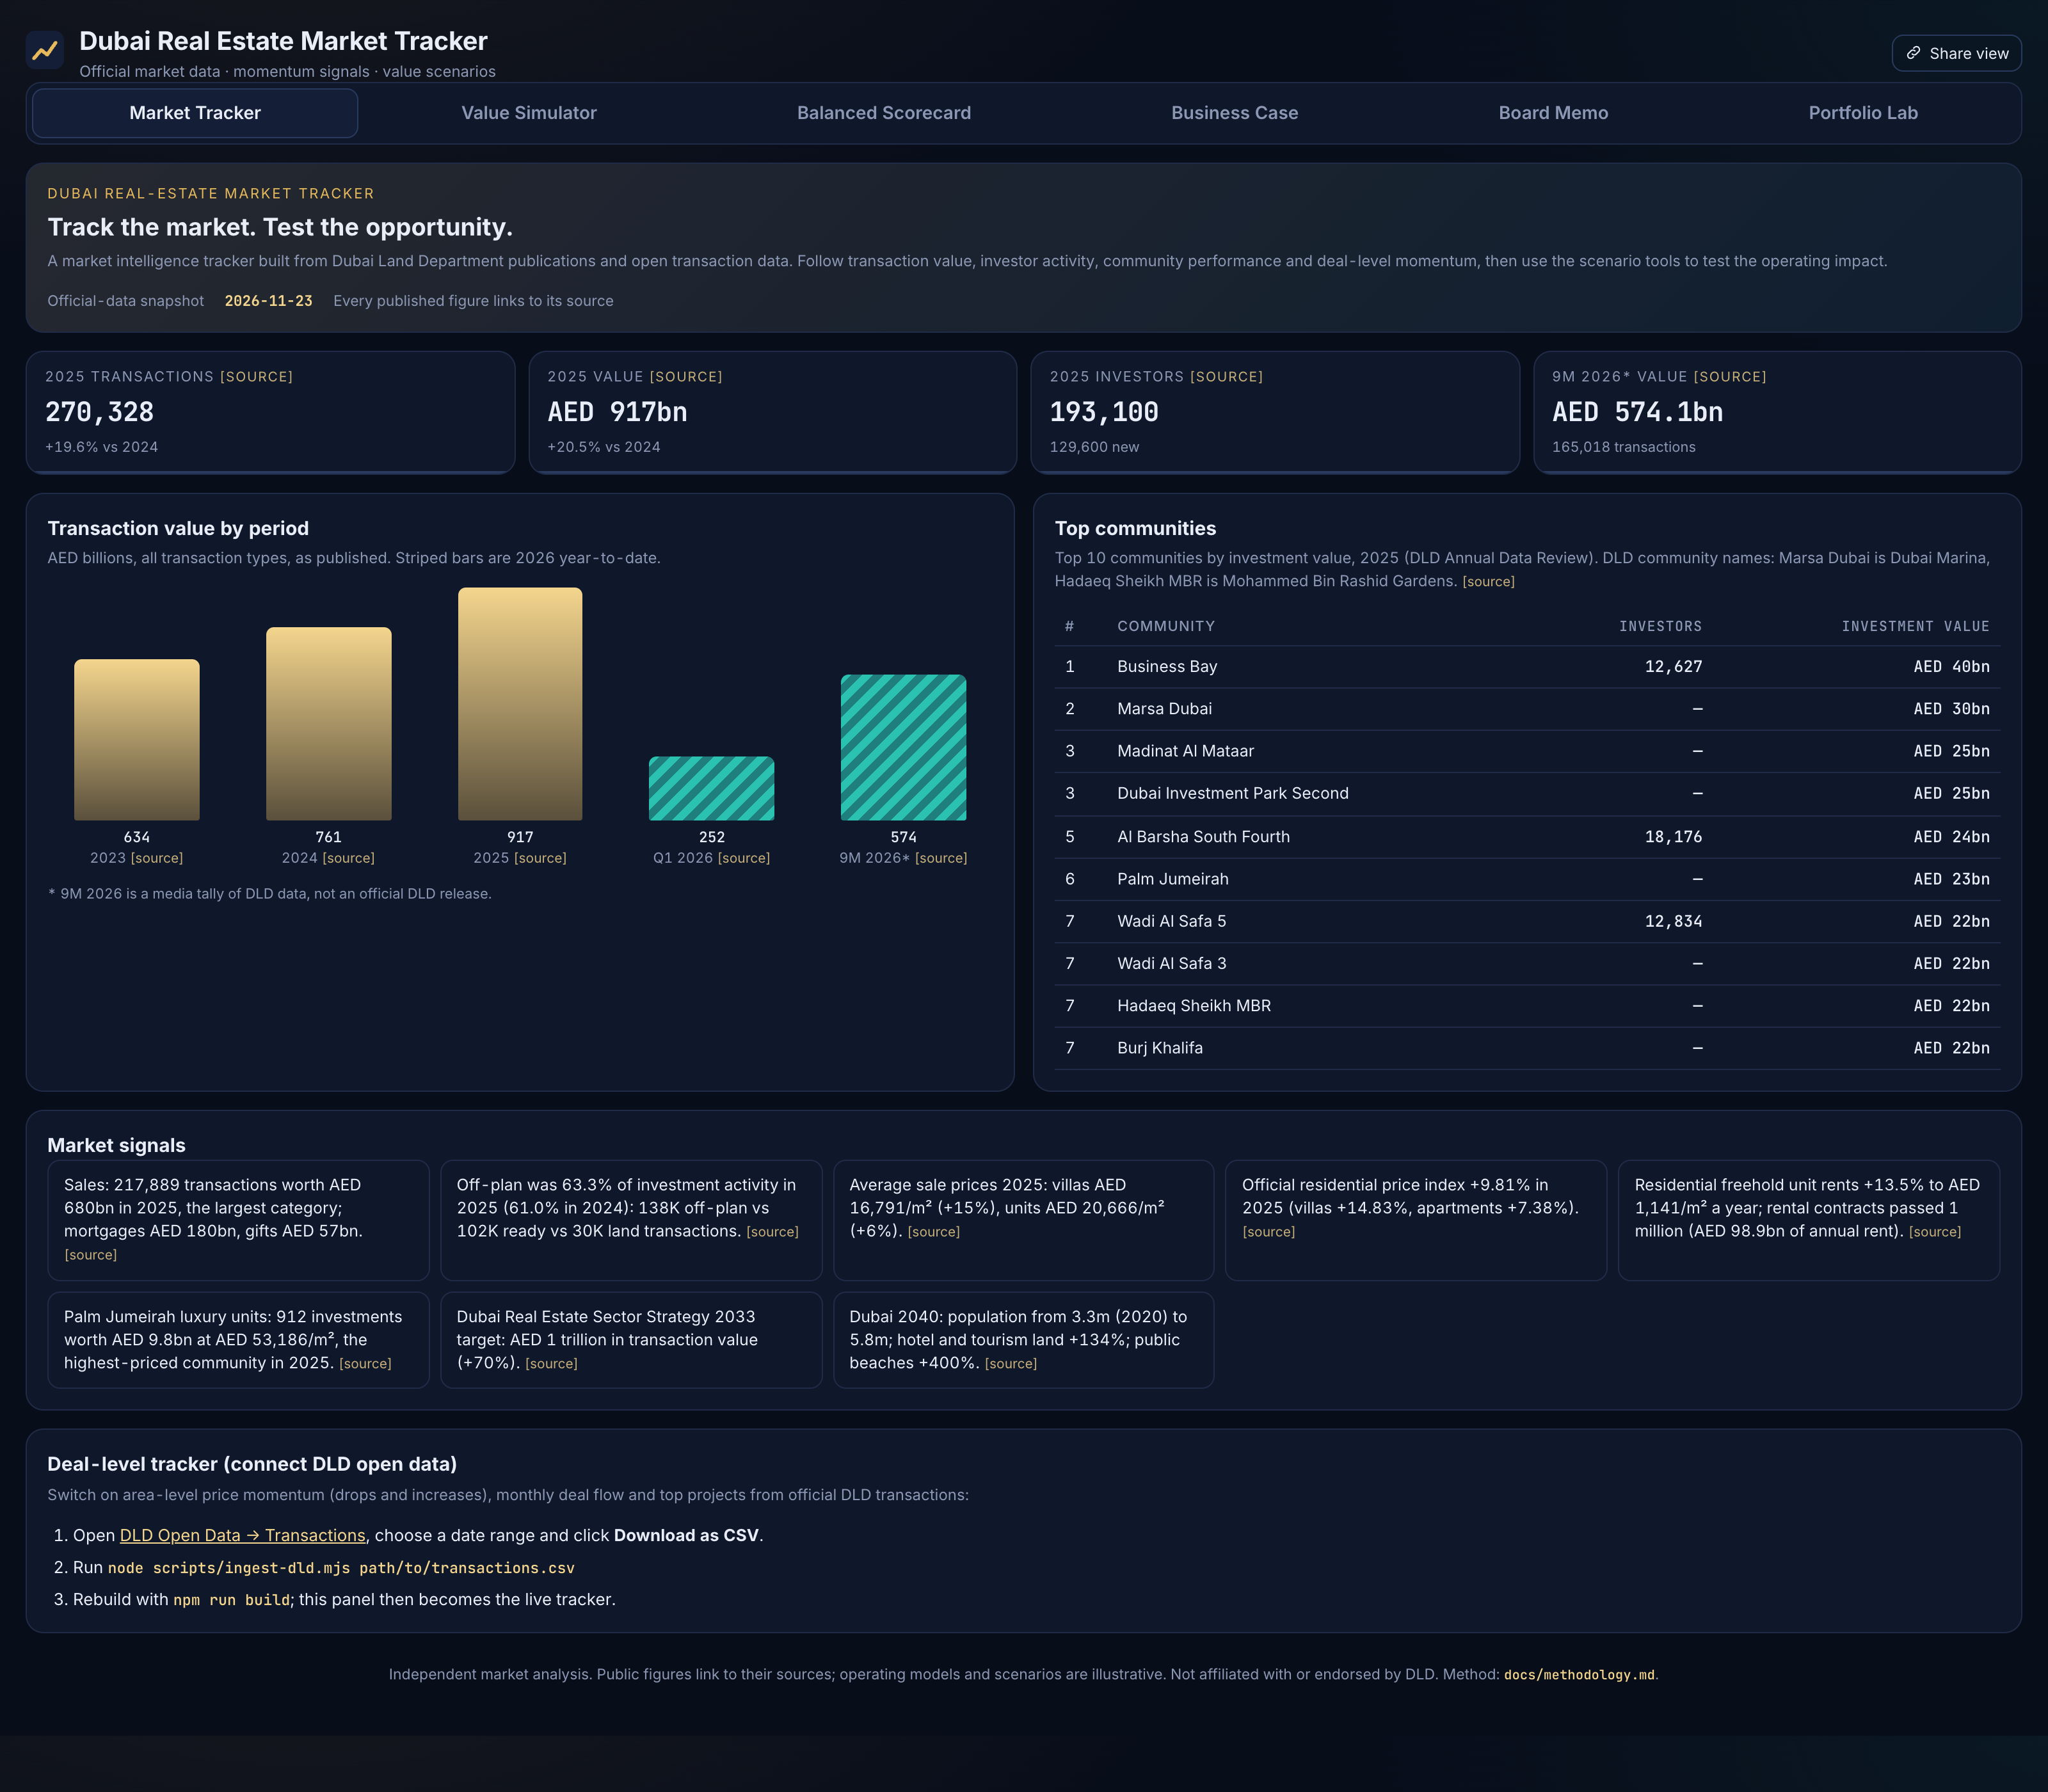 Dubai Real Estate Market Tracker
Official market data · momentum signals · value scenarios
Share view
Market Tracker
Value Simulator
Balanced Scorecard
Business Case
Board Memo
Portfolio Lab
DUBAI REAL-ESTATE MARKET TRACKER
Track the market. Test the opportunity.
A market intelligence tracker built from Dubai Land Department publications and open transaction data. Follow transaction value, investor activity, community performance and deal-level momentum, then use the scenario tools to test the operating impact.
Official-data snapshot 2026-11-23 Every published figure links to its source
2025 TRANSACTIONS [SOURCE]
270,328
+19.6% vs 2024
2025 VALUE [SOURCE]
AED 917bn
+20.5% vs 2024
2025 INVESTORS [SOURCE]
193,100
129,600 new
9M 2026* VALUE [SOURCE]
AED 574.1bn
165,018 transactions
Transaction value by period
AED billions, all transaction types, as published. Striped bars are 2026 year-to-date.
634
2023 [source]
761
2024 [source]
917
2025 [source]
252
Q1 2026 [source]
574
9M 2026* [source]
* 9M 2026 is a media tally of DLD data, not an official DLD release.
Top communities
Top 10 communities by investment value, 2025 (DLD Annual Data Review). DLD community names: Marsa Dubai is Dubai Marina,
Hadaeq Sheikh MBR is Mohammed Bin Rashid Gardens. [source]
# COMMUNITY INVESTORS INVESTMENT VALUE
1 Business Bay 12,627 AED 40bn
2 Marsa Dubai — AED 30bn
3 Madinat Al Mataar — AED 25bn
3 Dubai Investment Park Second — AED 25bn
5 Al Barsha South Fourth 18,176 AED 24bn
6 Palm Jumeirah — AED 23bn
7 Wadi Al Safa 5 12,834 AED 22bn
7 Wadi Al Safa 3 — AED 22bn
7 Hadaeq Sheikh MBR — AED 22bn
7 Burj Khalifa — AED 22bn
Market signals
Sales: 217,889 transactions worth AED
680bn in 2025, the largest category;
mortgages AED 180bn, gifts AED 57bn.
[source]
Off-plan was 63.3% of investment activity in
2025 (61.0% in 2024): 138K off-plan vs
102K ready vs 30K land transactions. [source]
Average sale prices 2025: villas AED
16,791/m² (+15%), units AED 20,666/m²
(+6%). [source]
Official residential price index +9.81% in
2025 (villas +14.83%, apartments +7.38%).
[source]
Residential freehold unit rents +13.5% to AED
1,141/m² a year; rental contracts passed 1
million (AED 98.9bn of annual rent). [source]
Palm Jumeirah luxury units: 912 investments
worth AED 9.8bn at AED 53,186/m², the
highest-priced community in 2025. [source]
Dubai Real Estate Sector Strategy 2033
target: AED 1 trillion in transaction value
(+70%). [source]
Dubai 2040: population from 3.3m (2020) to
5.8m; hotel and tourism land +134%; public
beaches +400%. [source]
Deal-level tracker (connect DLD open data)
Switch on area-level price momentum (drops and increases), monthly deal flow and top projects from official DLD transactions:
1. Open DLD Open Data → Transactions, choose a date range and click Download as CSV.
2. Run node scripts/ingest-dld.mjs path/to/transactions.csv
3. Rebuild with npm run build; this panel then becomes the live tracker.
Independent market analysis. Public figures link to their sources; operating models and scenarios are illustrative. Not affiliated with or endorsed by DLD. Method: docs/methodology.md.